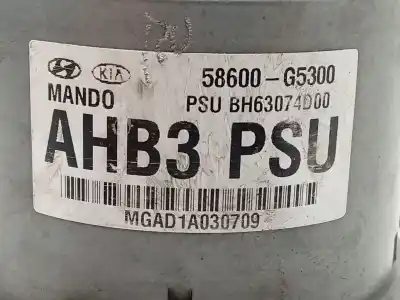 KIA 58600-G5300
MANDO PSU BH63074D00
AHB3 PSU
MGAD1A030709